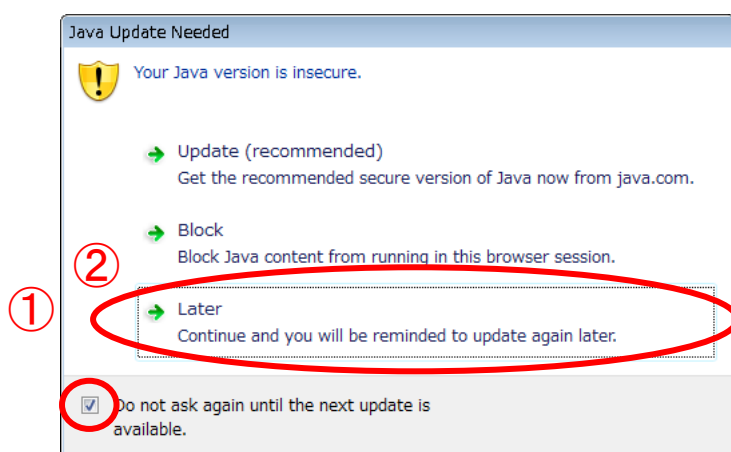 Java Update Needed
Your Java version is insecure.
Update (recommended)
Get the recommended secure version of Java now from java.com.
Block
Block Java content from running in this browser session.
②
①
Later
Continue and you will be reminded to update again later.
Do not ask again until the next update is
available.